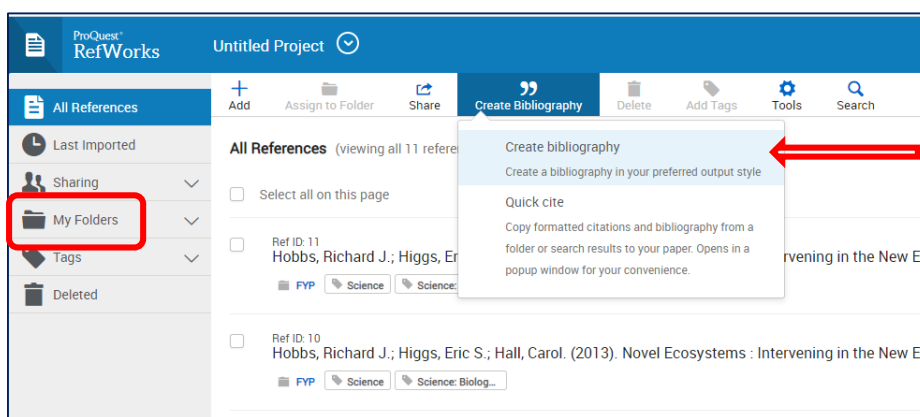 ProQuest®
RefWorks
Untitled Project
Add
Assign to Folder
Share
Create Bibliography
Delete
Add Tags
Tools
Search
All References
Last Imported
Sharing
My Folders
Tags
Deleted
All References (viewing all 11 refere
Select all on this page
Create bibliography
Create a bibliography in your preferred output style
Quick cite
Copy formatted citations and bibliography from a
folder or search results to your paper. Opens in a
popup window for your convenience.
Ref ID: 11
Hobbs, Richard J.; Higgs, Er
rvening in the New E
FYP Science Science:
Ref ID: 10
Hobbs, Richard J.; Higgs, Eric S.; Hall, Carol. (2013). Novel Ecosystems : Intervening in the New E
FYP Science Science: Biolog...